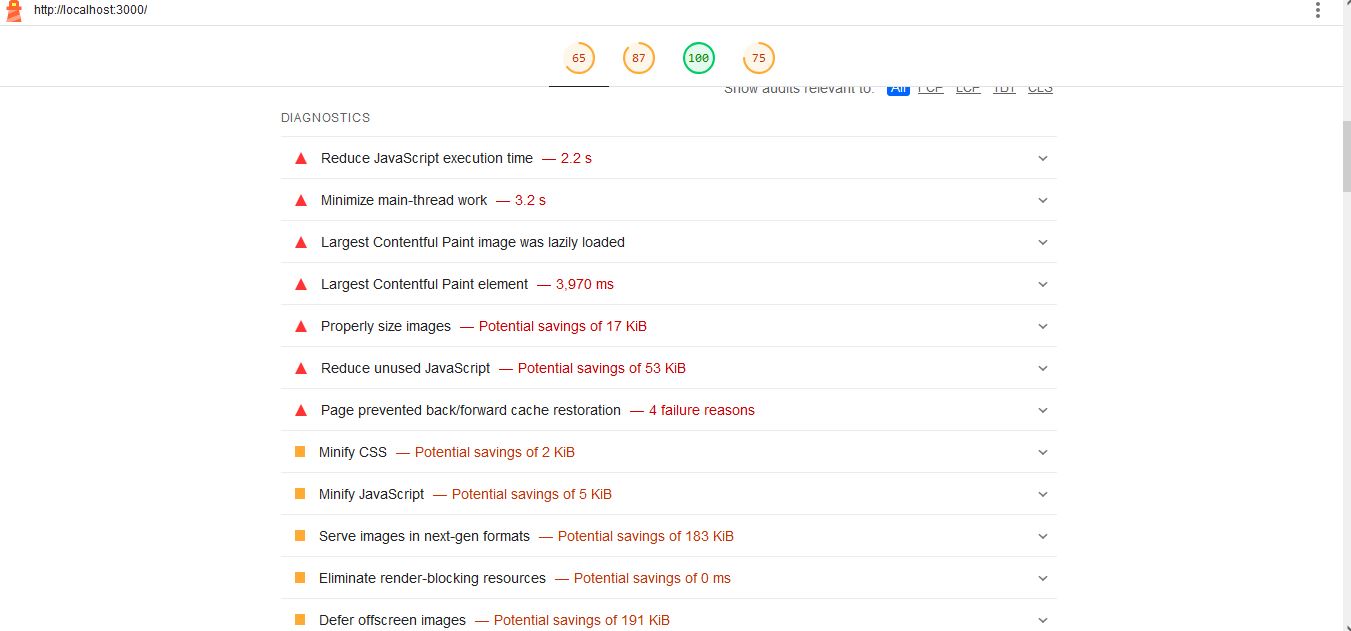 http://localhost:3000/
65 87 100 75
Show audits relevant to: All FCP LCP TBT CLS
DIAGNOSTICS
Reduce JavaScript execution time — 2.2 s
Minimize main-thread work — 3.2 s
Largest Contentful Paint image was lazily loaded
Largest Contentful Paint element — 3,970 ms
Properly size images — Potential savings of 17 KiB
Reduce unused JavaScript — Potential savings of 53 KiB
Page prevented back/forward cache restoration — 4 failure reasons
Minify CSS — Potential savings of 2 KiB
Minify JavaScript — Potential savings of 5 KiB
Serve images in next-gen formats — Potential savings of 183 KiB
Eliminate render-blocking resources — Potential savings of 0 ms
Defer offscreen images — Potential savings of 191 KiB